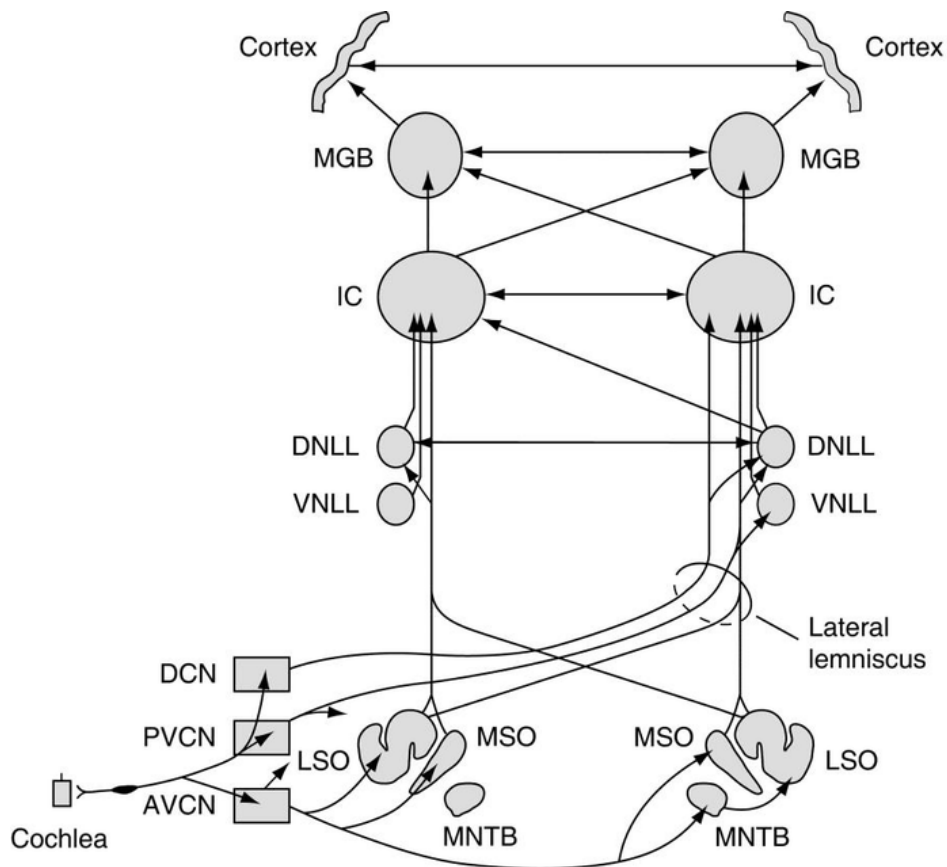 Cortex
Cortex
MGB
MGB
IC
IC
DNLL
DNLL
VNLL
VNLL
Lateral
lemniscus
DCN
PVCN
LSO
MSO
MSO
LSO
AVCN
MNTB
MNTB
Cochlea